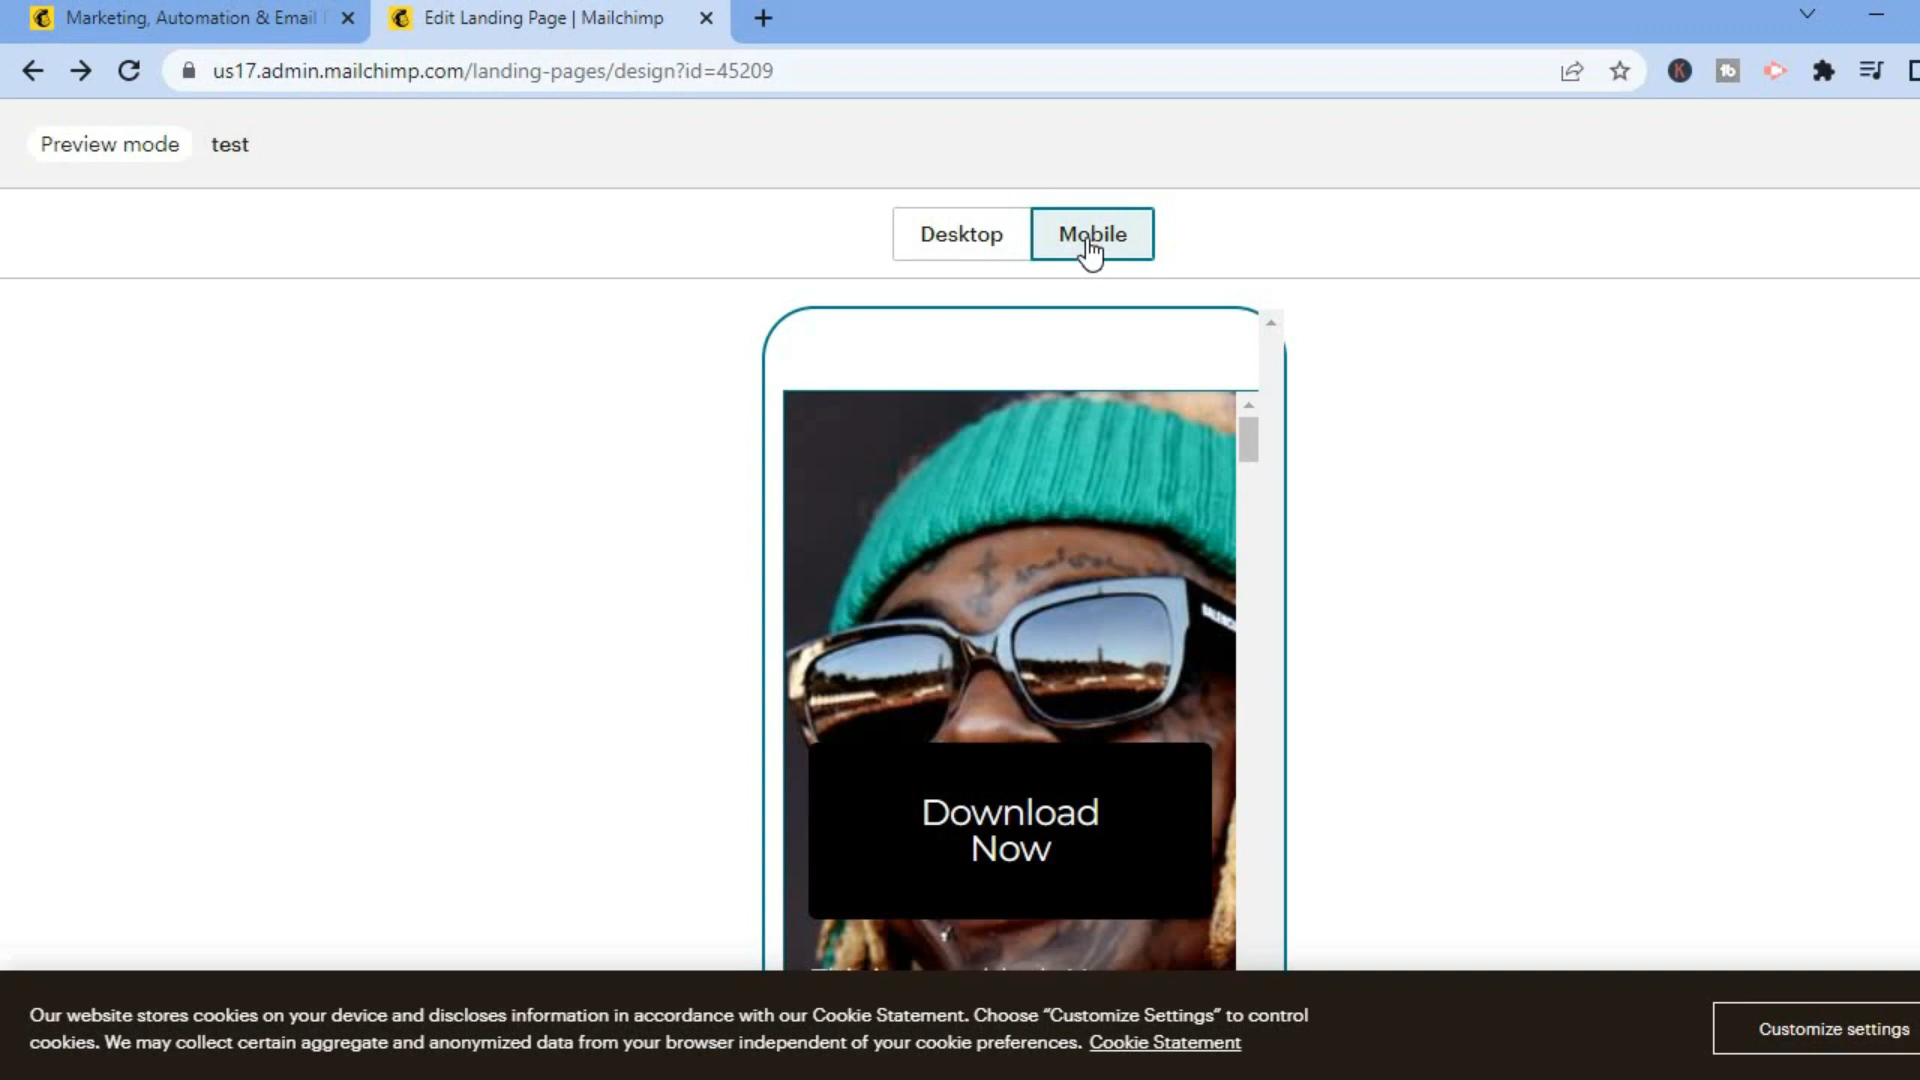 Marketing, Automation & Email
Edit Landing Page | Mailchimp
us17.admin.mailchimp.com/landing-pages/design?id=45209
K
tb
Preview mode
test
Desktop
Mobile
Download
Now
Our website stores cookies on your device and discloses information in accordance with our Cookie Statement. Choose “Customize Settings” to control
cookies. We may collect certain aggregate and anonymized data from your browser independent of your cookie preferences. Cookie Statement
Customize settings